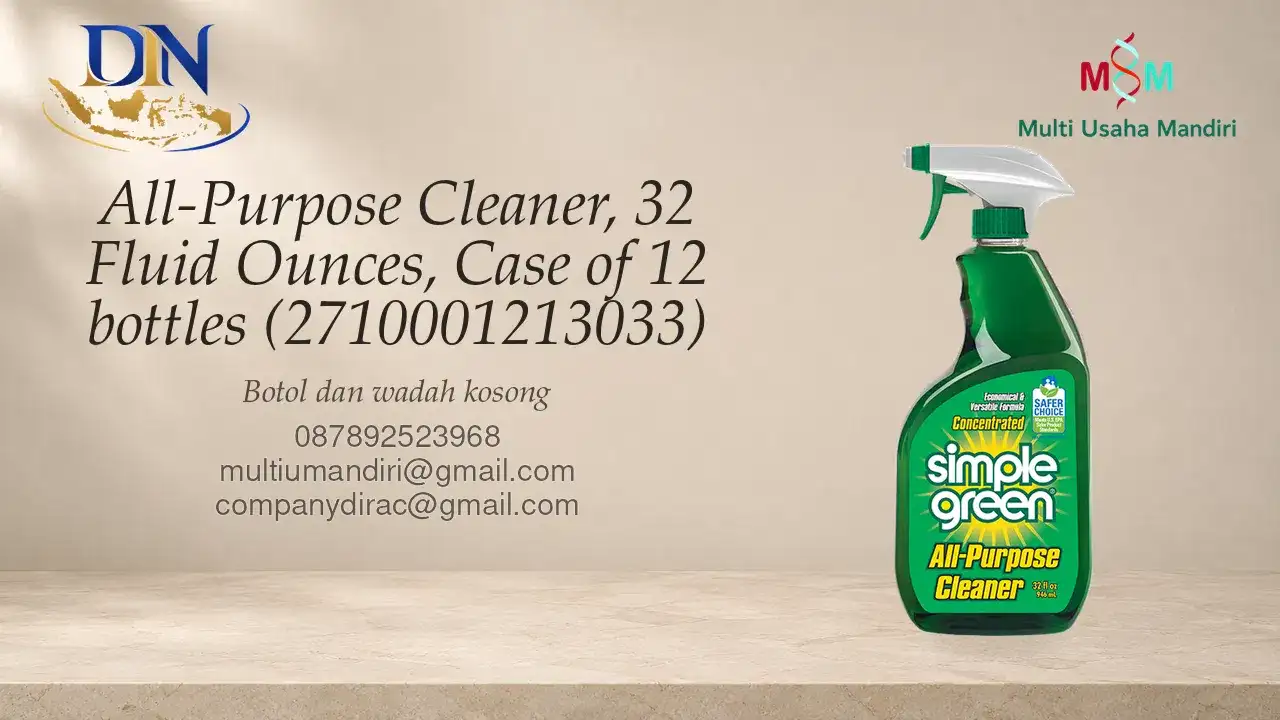 DIN
M M
Multi Usaha Mandiri
All-Purpose Cleaner, 32
Fluid Ounces, Case of 12
bottles (2710001213033)
Botol dan wadah kosong
087892523968
multiumandiri@gmail.com
companydirac@gmail.com
Economical &
Versatile Formula
Concentrated
SAFER
CHOICE
simple
green
All-Purpose
Cleaner
32 fl oz
946 mL